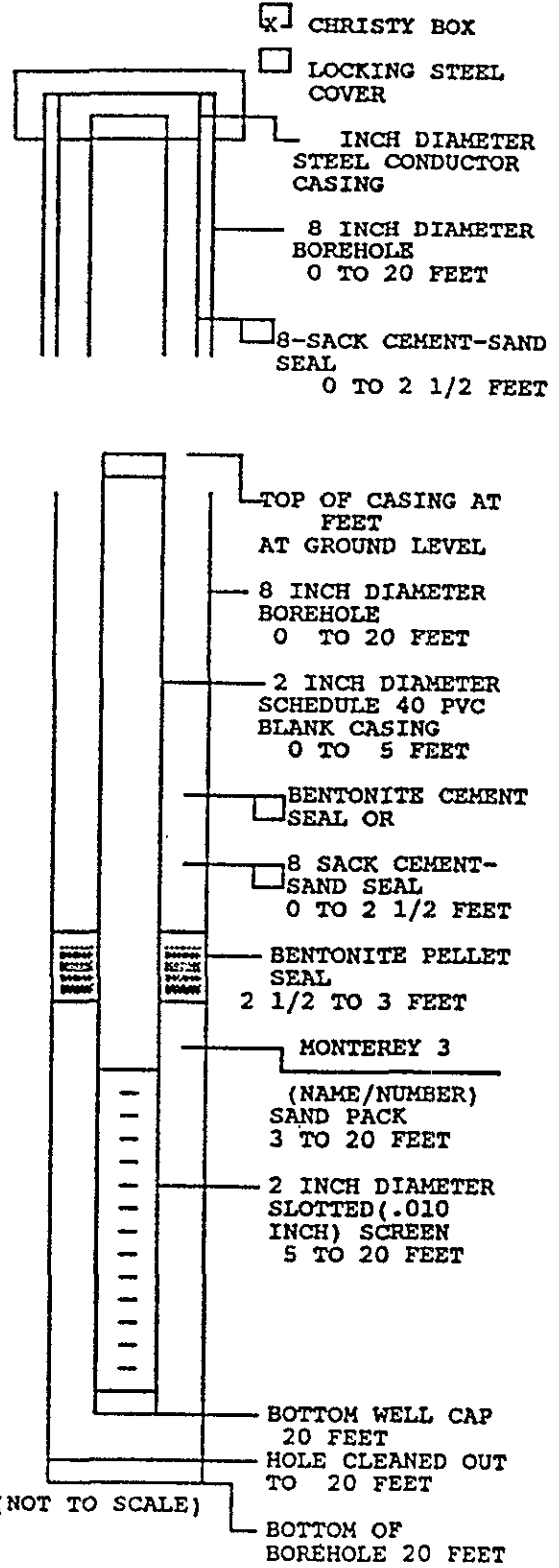 X CHRISTY BOX
LOCKING STEEL
COVER
INCH DIAMETER
STEEL CONDUCTOR
CASING
8 INCH DIAMETER
BOREHOLE
0 TO 20 FEET
8-SACK CEMENT-SAND
SEAL
0 TO 2 1/2 FEET
TOP OF CASING AT
FEET
AT GROUND LEVEL
8 INCH DIAMETER
BOREHOLE
0 TO 20 FEET
2 INCH DIAMETER
SCHEDULE 40 PVC
BLANK CASING
0 TO 5 FEET
BENTONITE CEMENT
SEAL OR
8 SACK CEMENT-
SAND SEAL
0 TO 2 1/2 FEET
BENTONITE PELLET
SEAL
2 1/2 TO 3 FEET
MONTEREY 3
(NAME/NUMBER)
SAND PACK
3 TO 20 FEET
2 INCH DIAMETER
SLOTTED(.010
INCH) SCREEN
5 TO 20 FEET
BOTTOM WELL CAP
20 FEET
HOLE CLEANED OUT
TO 20 FEET
(NOT TO SCALE)
BOTTOM OF
BOREHOLE 20 FEET